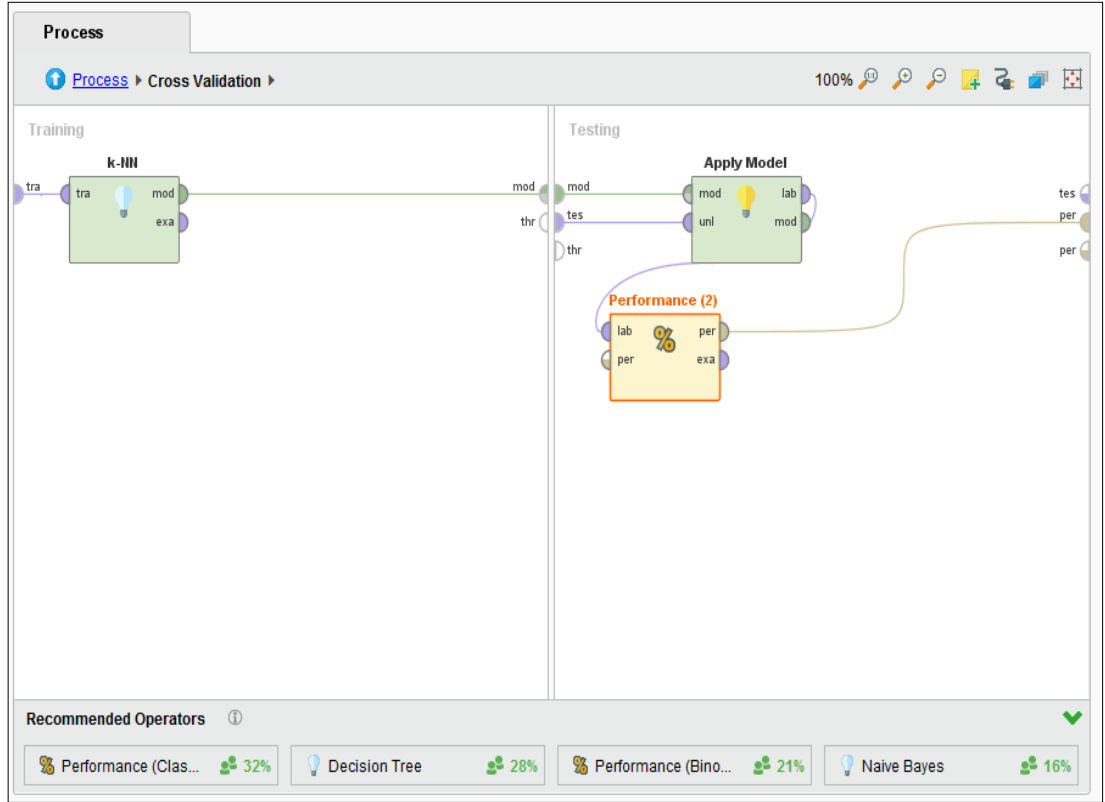 Process
Process ▸ Cross Validation ▸
100%
Training
Testing
k-NN
tra
tra
mod
exa
mod
thr
Apply Model
mod
tes
thr
mod
unl
lab
mod
tes
per
per
Performance (2)
lab
per
per
exa
Recommended Operators
Performance (Clas...
32%
Decision Tree
28%
Performance (Bino...
21%
Naive Bayes
16%